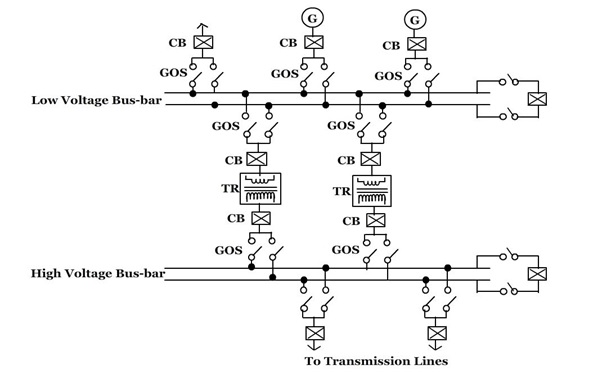 G
G
CB
CB
CB
GOS
GOS
GOS
Low Voltage Bus-bar
GOS
GOS
CB
CB
TR
TR
CB
CB
GOS
GOS
High Voltage Bus-bar
To Transmission Lines